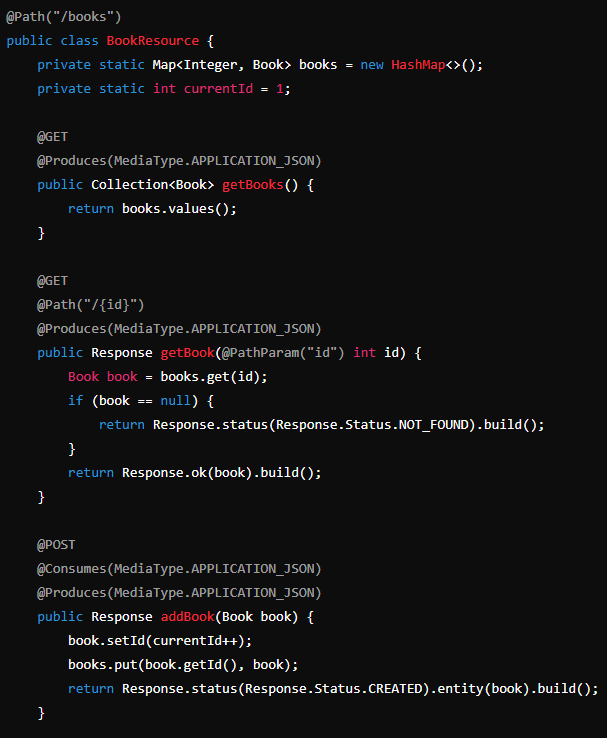 @Path("/books")
public class BookResource {
    private static Map<Integer, Book> books = new HashMap<>();
    private static int currentId = 1;

    @GET
    @Produces(MediaType.APPLICATION_JSON)
    public Collection<Book> getBooks() {
        return books.values();
    }

    @GET
    @Path("/{id}")
    @Produces(MediaType.APPLICATION_JSON)
    public Response getBook(@PathParam("id") int id) {
        Book book = books.get(id);
        if (book == null) {
            return Response.status(Response.Status.NOT_FOUND).build();
        }
        return Response.ok(book).build();
    }

    @POST
    @Consumes(MediaType.APPLICATION_JSON)
    @Produces(MediaType.APPLICATION_JSON)
    public Response addBook(Book book) {
        book.setId(currentId++);
        books.put(book.getId(), book);
        return Response.status(Response.Status.CREATED).entity(book).build();
    }